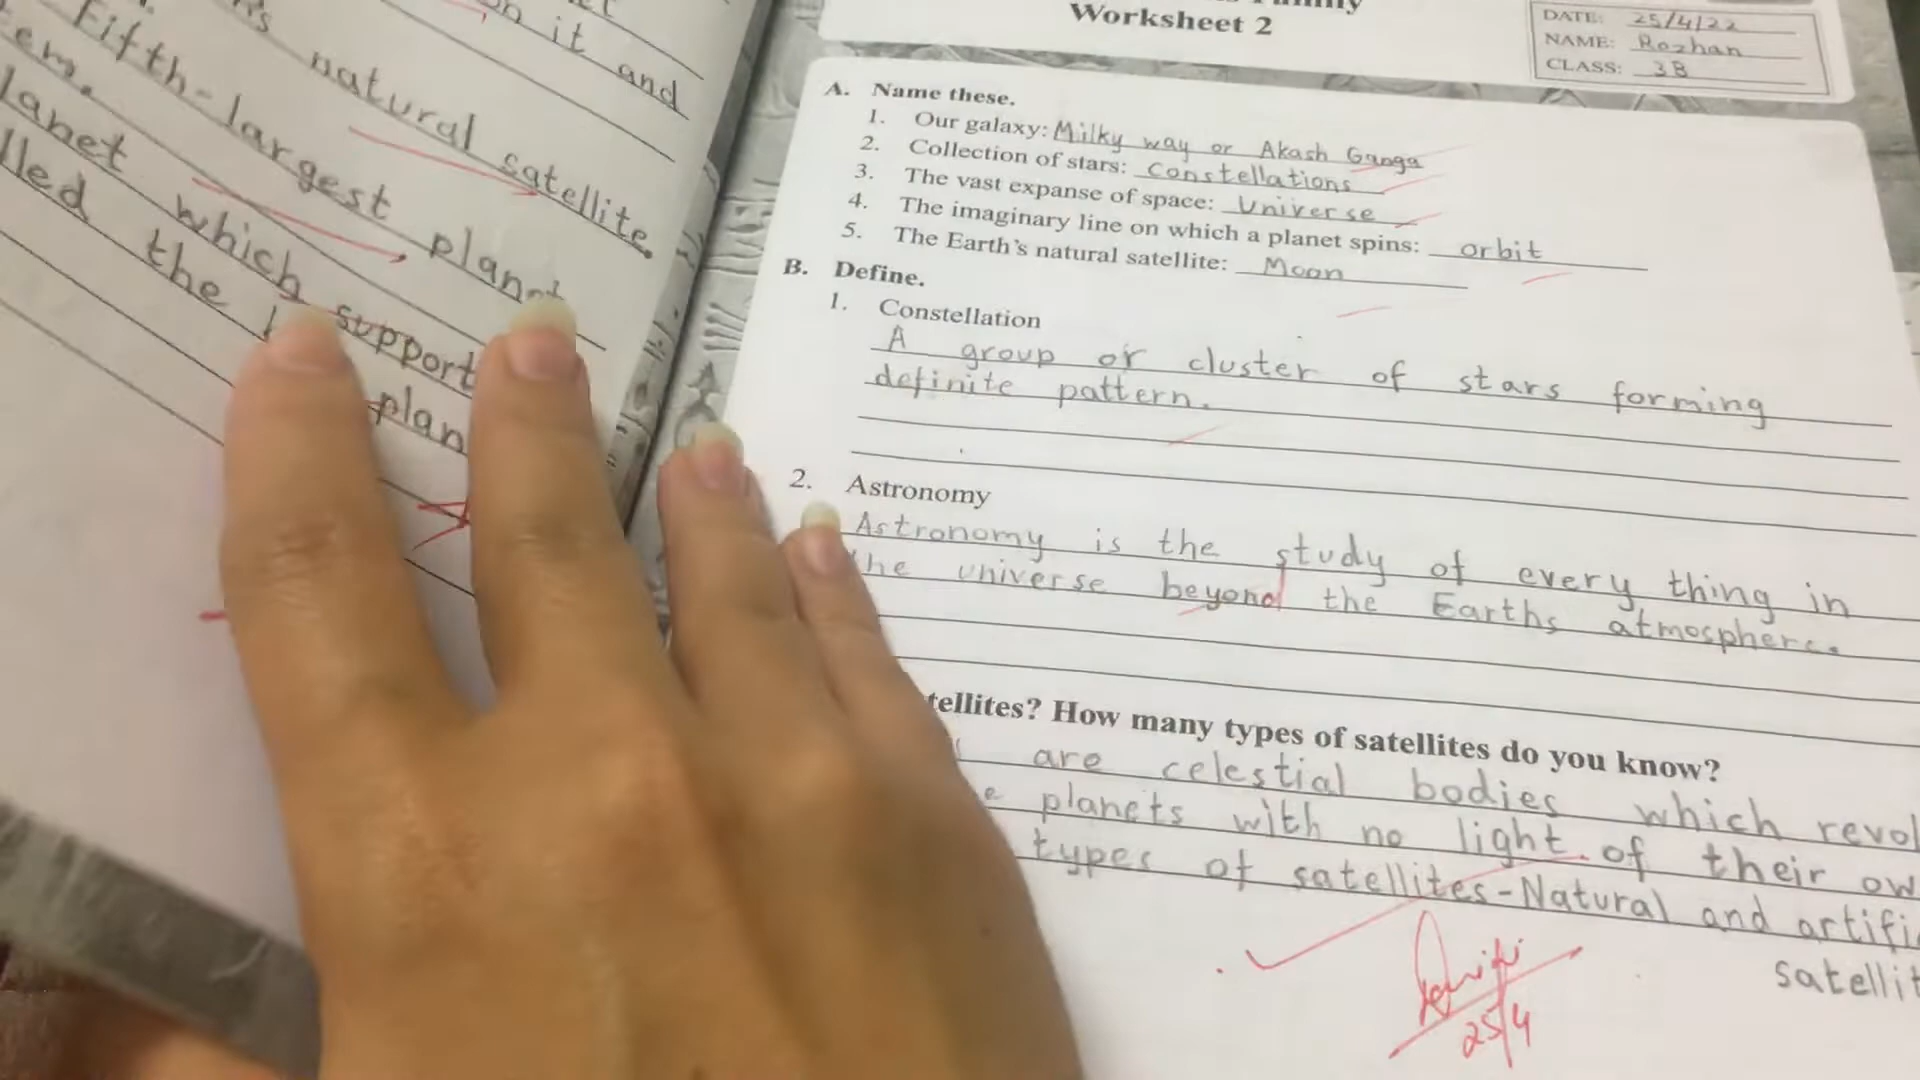 it and
natural satellite.
Fifth-largest planet
which support
the
plan
Worksheet 2
DATE: 25/4/22
NAME: Rozhan
CLASS: 3B
A. Name these.
1. Our galaxy: Milky way or Akash Ganga
2. Collection of stars: Constellations
3. The vast expanse of space: Universe
4. The imaginary line on which a planet spins: orbit
5. The Earth's natural satellite: Moon
B. Define.
1. Constellation
A group or cluster of stars forming
definite pattern.
2. Astronomy
Astronomy is the study of every thing in
the universe beyond the Earths atmosphere.
tellites? How many types of satellites do you know?
are celestial bodies which revol
planets with no light of their ow
types of satellites-Natural and artifi
satellit
25/4